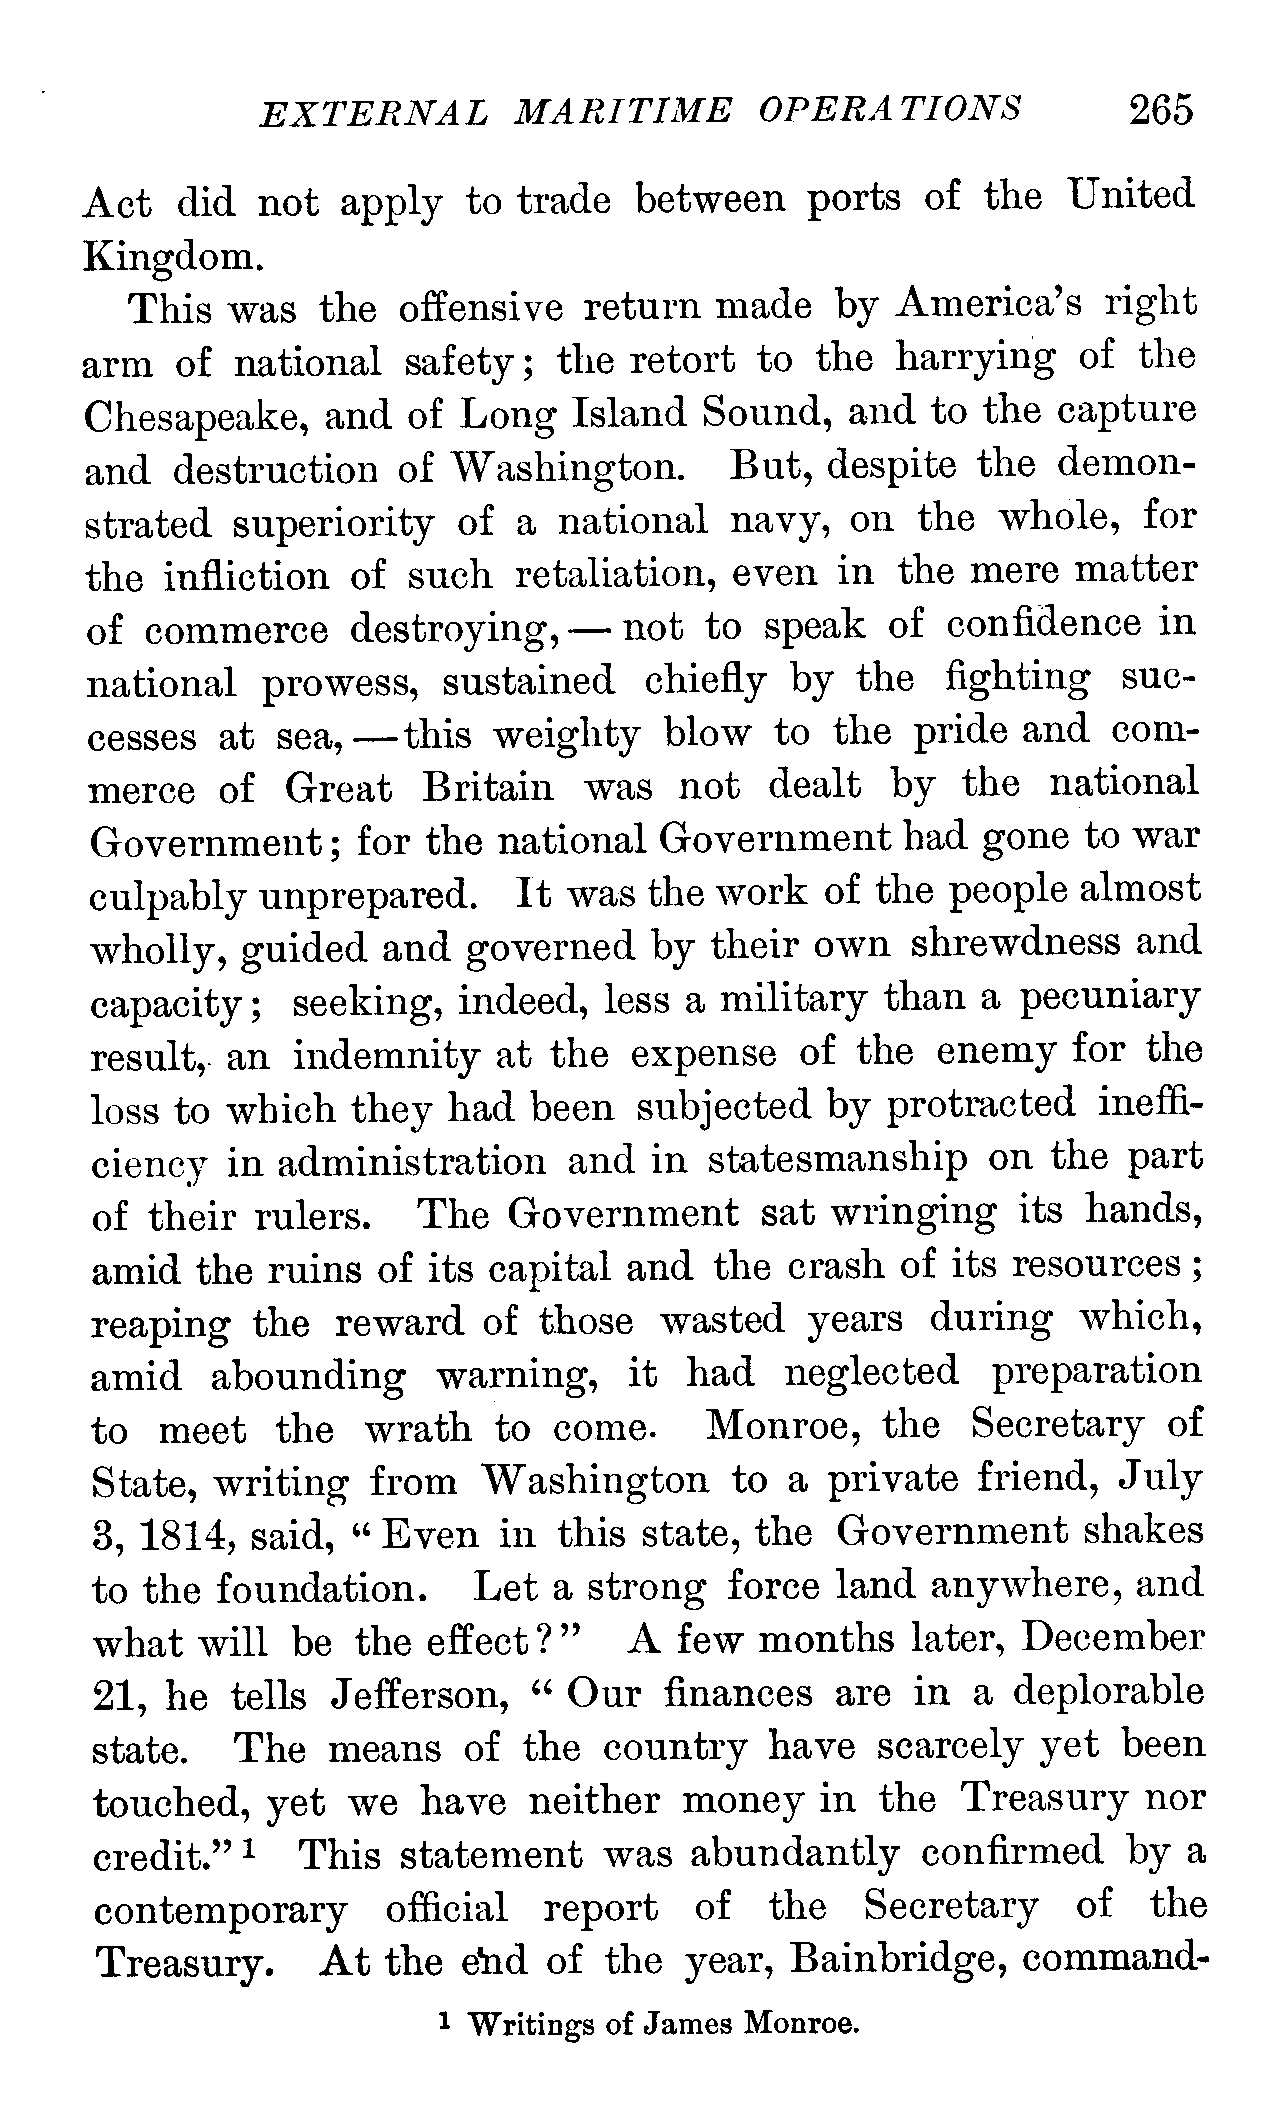 EXTERNAL MARITIME OPERATIONS 265
Act did not apply to trade between ports of the United
Kingdom.
This was the offensive return made by America's right
arm of national safety; the retort to the harrying of the
Chesapeake, and of Long Island Sound, and to the capture
and destruction of Washington. But, despite the demon-
strated superiority of a national navy, on the whole, for
the infliction of such retaliation, even in the mere matter
of commerce destroying, — not to speak of confidence in
national prowess, sustained chiefly by the fighting suc-
cesses at sea, — this weighty blow to the pride and com-
merce of Great Britain was not dealt by the national
Government; for the national Government had gone to war
culpably unprepared. It was the work of the people almost
wholly, guided and governed by their own shrewdness and
capacity; seeking, indeed, less a military than a pecuniary
result, an indemnity at the expense of the enemy for the
loss to which they had been subjected by protracted ineffi-
ciency in administration and in statesmanship on the part
of their rulers. The Government sat wringing its hands,
amid the ruins of its capital and the crash of its resources;
reaping the reward of those wasted years during which,
amid abounding warning, it had neglected preparation
to meet the wrath to come. Monroe, the Secretary of
State, writing from Washington to a private friend, July
3, 1814, said, "Even in this state, the Government shakes
to the foundation. Let a strong force land anywhere, and
what will be the effect?" A few months later, December
21, he tells Jefferson, "Our finances are in a deplorable
state. The means of the country have scarcely yet been
touched, yet we have neither money in the Treasury nor
credit." 1 This statement was abundantly confirmed by a
contemporary official report of the Secretary of the
Treasury. At the end of the year, Bainbridge, command-
1 Writings of James Monroe.